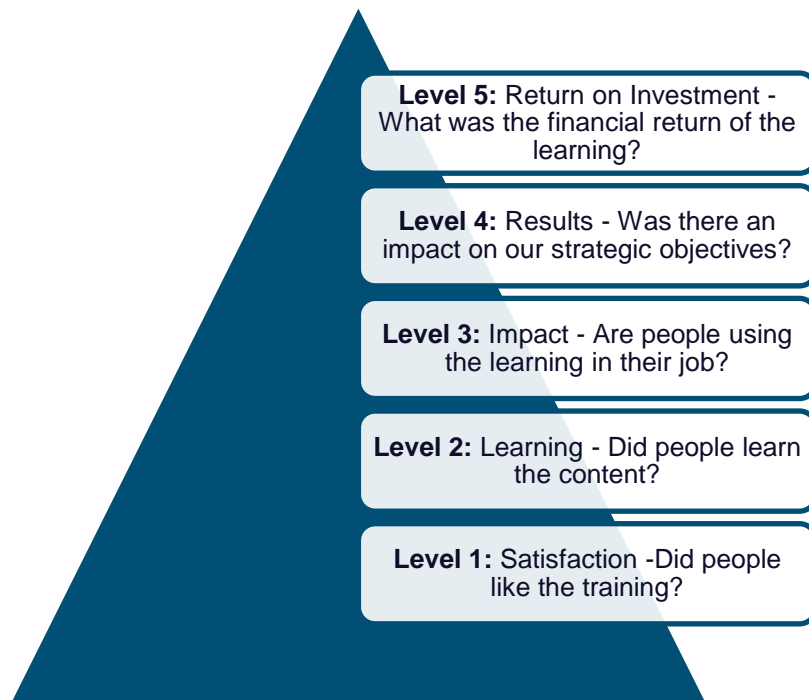 Level 5: Return on Investment -
What was the financial return of the
learning?
Level 4: Results - Was there an
impact on our strategic objectives?
Level 3: Impact - Are people using
the learning in their job?
Level 2: Learning - Did people learn
the content?
Level 1: Satisfaction -Did people
like the training?